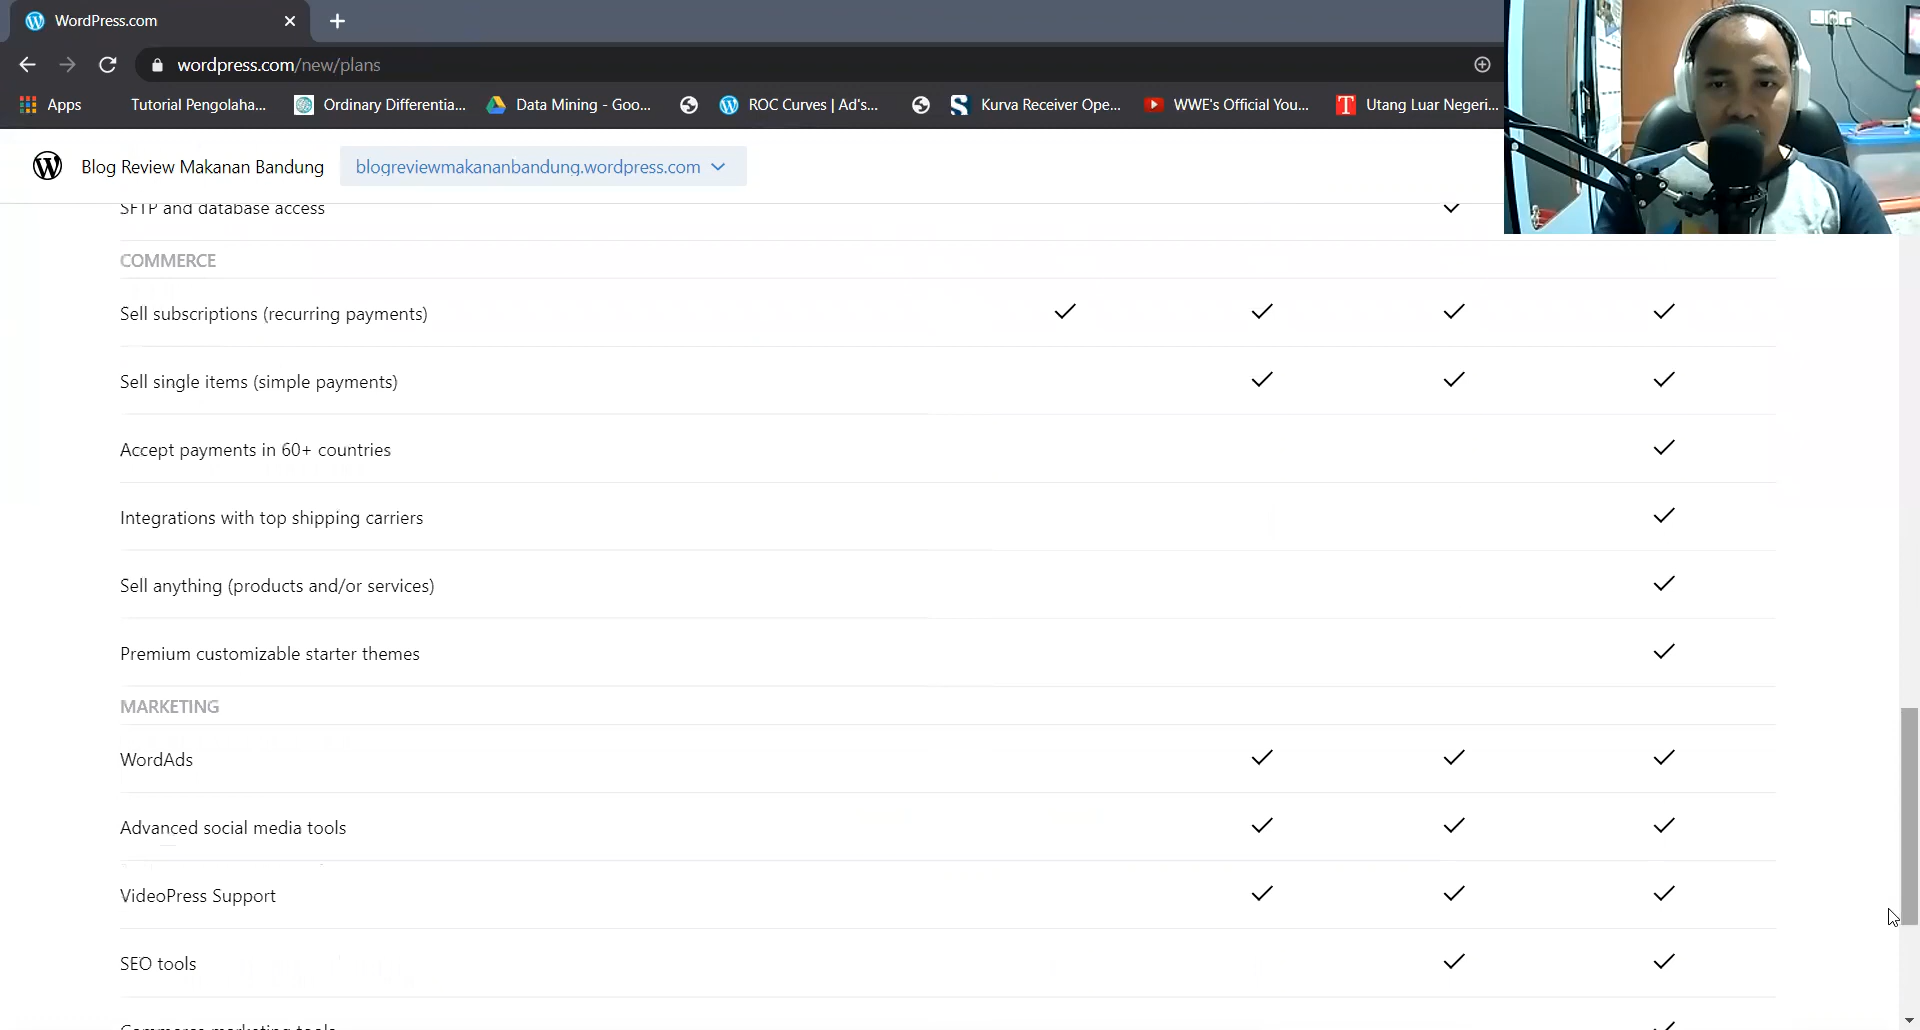 WordPress.com
wordpress.com/new/plans
Apps Tutorial Pengolaha... Ordinary Differentia... Data Mining - Goo... ROC Curves | Ad's... Kurva Receiver Ope... WWE's Official You... Utang Luar Negeri...
Blog Review Makanan Bandung blogreviewmakananbandung.wordpress.com
SFTP and database access
COMMERCE
Sell subscriptions (recurring payments)
Sell single items (simple payments)
Accept payments in 60+ countries
Integrations with top shipping carriers
Sell anything (products and/or services)
Premium customizable starter themes
MARKETING
WordAds
Advanced social media tools
VideoPress Support
SEO tools
Commerce marketing tools